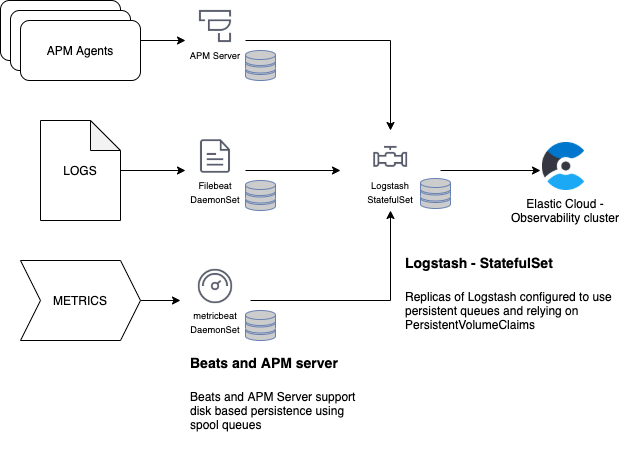 APM Agents
APM Server
LOGS
Filebeat
DaemonSet
Logstash
StatefulSet
Elastic Cloud -
Observability cluster
METRICS
metricbeat
DaemonSet
Logstash - StatefulSet
Replicas of Logstash configured to use
persistent queues and relying on
PersistentVolumeClaims
Beats and APM server
Beats and APM Server support
disk based persistence using
spool queues